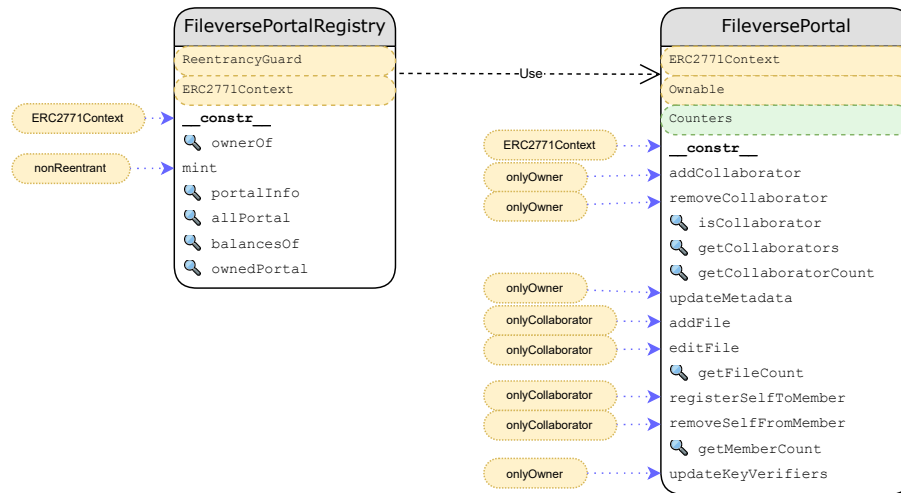 FileversePortalRegistry
ReentrancyGuard
ERC2771Context
ERC2771Context
__constr__
ownerOf
nonReentrant
mint
portalInfo
allPortal
balancesOf
ownedPortal
Use
FileversePortal
ERC2771Context
Ownable
Counters
ERC2771Context
__constr__
onlyOwner
addCollaborator
onlyOwner
removeCollaborator
isCollaborator
getCollaborators
getCollaboratorCount
onlyOwner
updateMetadata
onlyCollaborator
addFile
onlyCollaborator
editFile
getFileCount
onlyCollaborator
registerSelfToMember
onlyCollaborator
removeSelfFromMember
getMemberCount
onlyOwner
updateKeyVerifiers